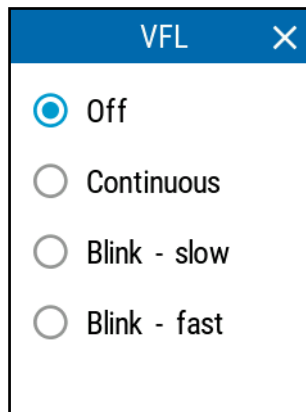 VFL
Off
Continuous
Blink - slow
Blink - fast